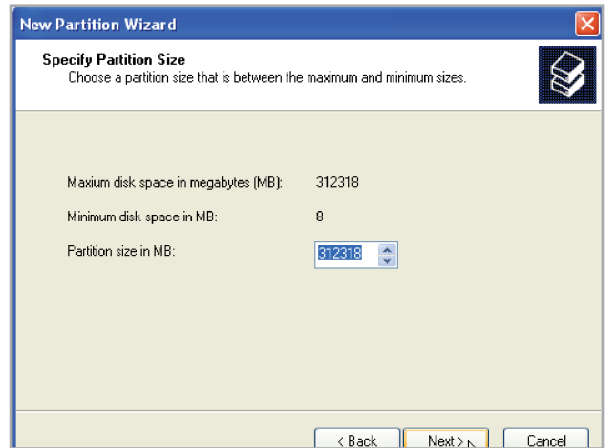 New Partition Wizard
Specify Partition Size
Choose a partition size that is between the maximum and minimum sizes.
Maxium disk space in megabytes (MB): 312318
Minimum disk space in MB: 8
Partition size in MB: 312318
< Back Next > Cancel